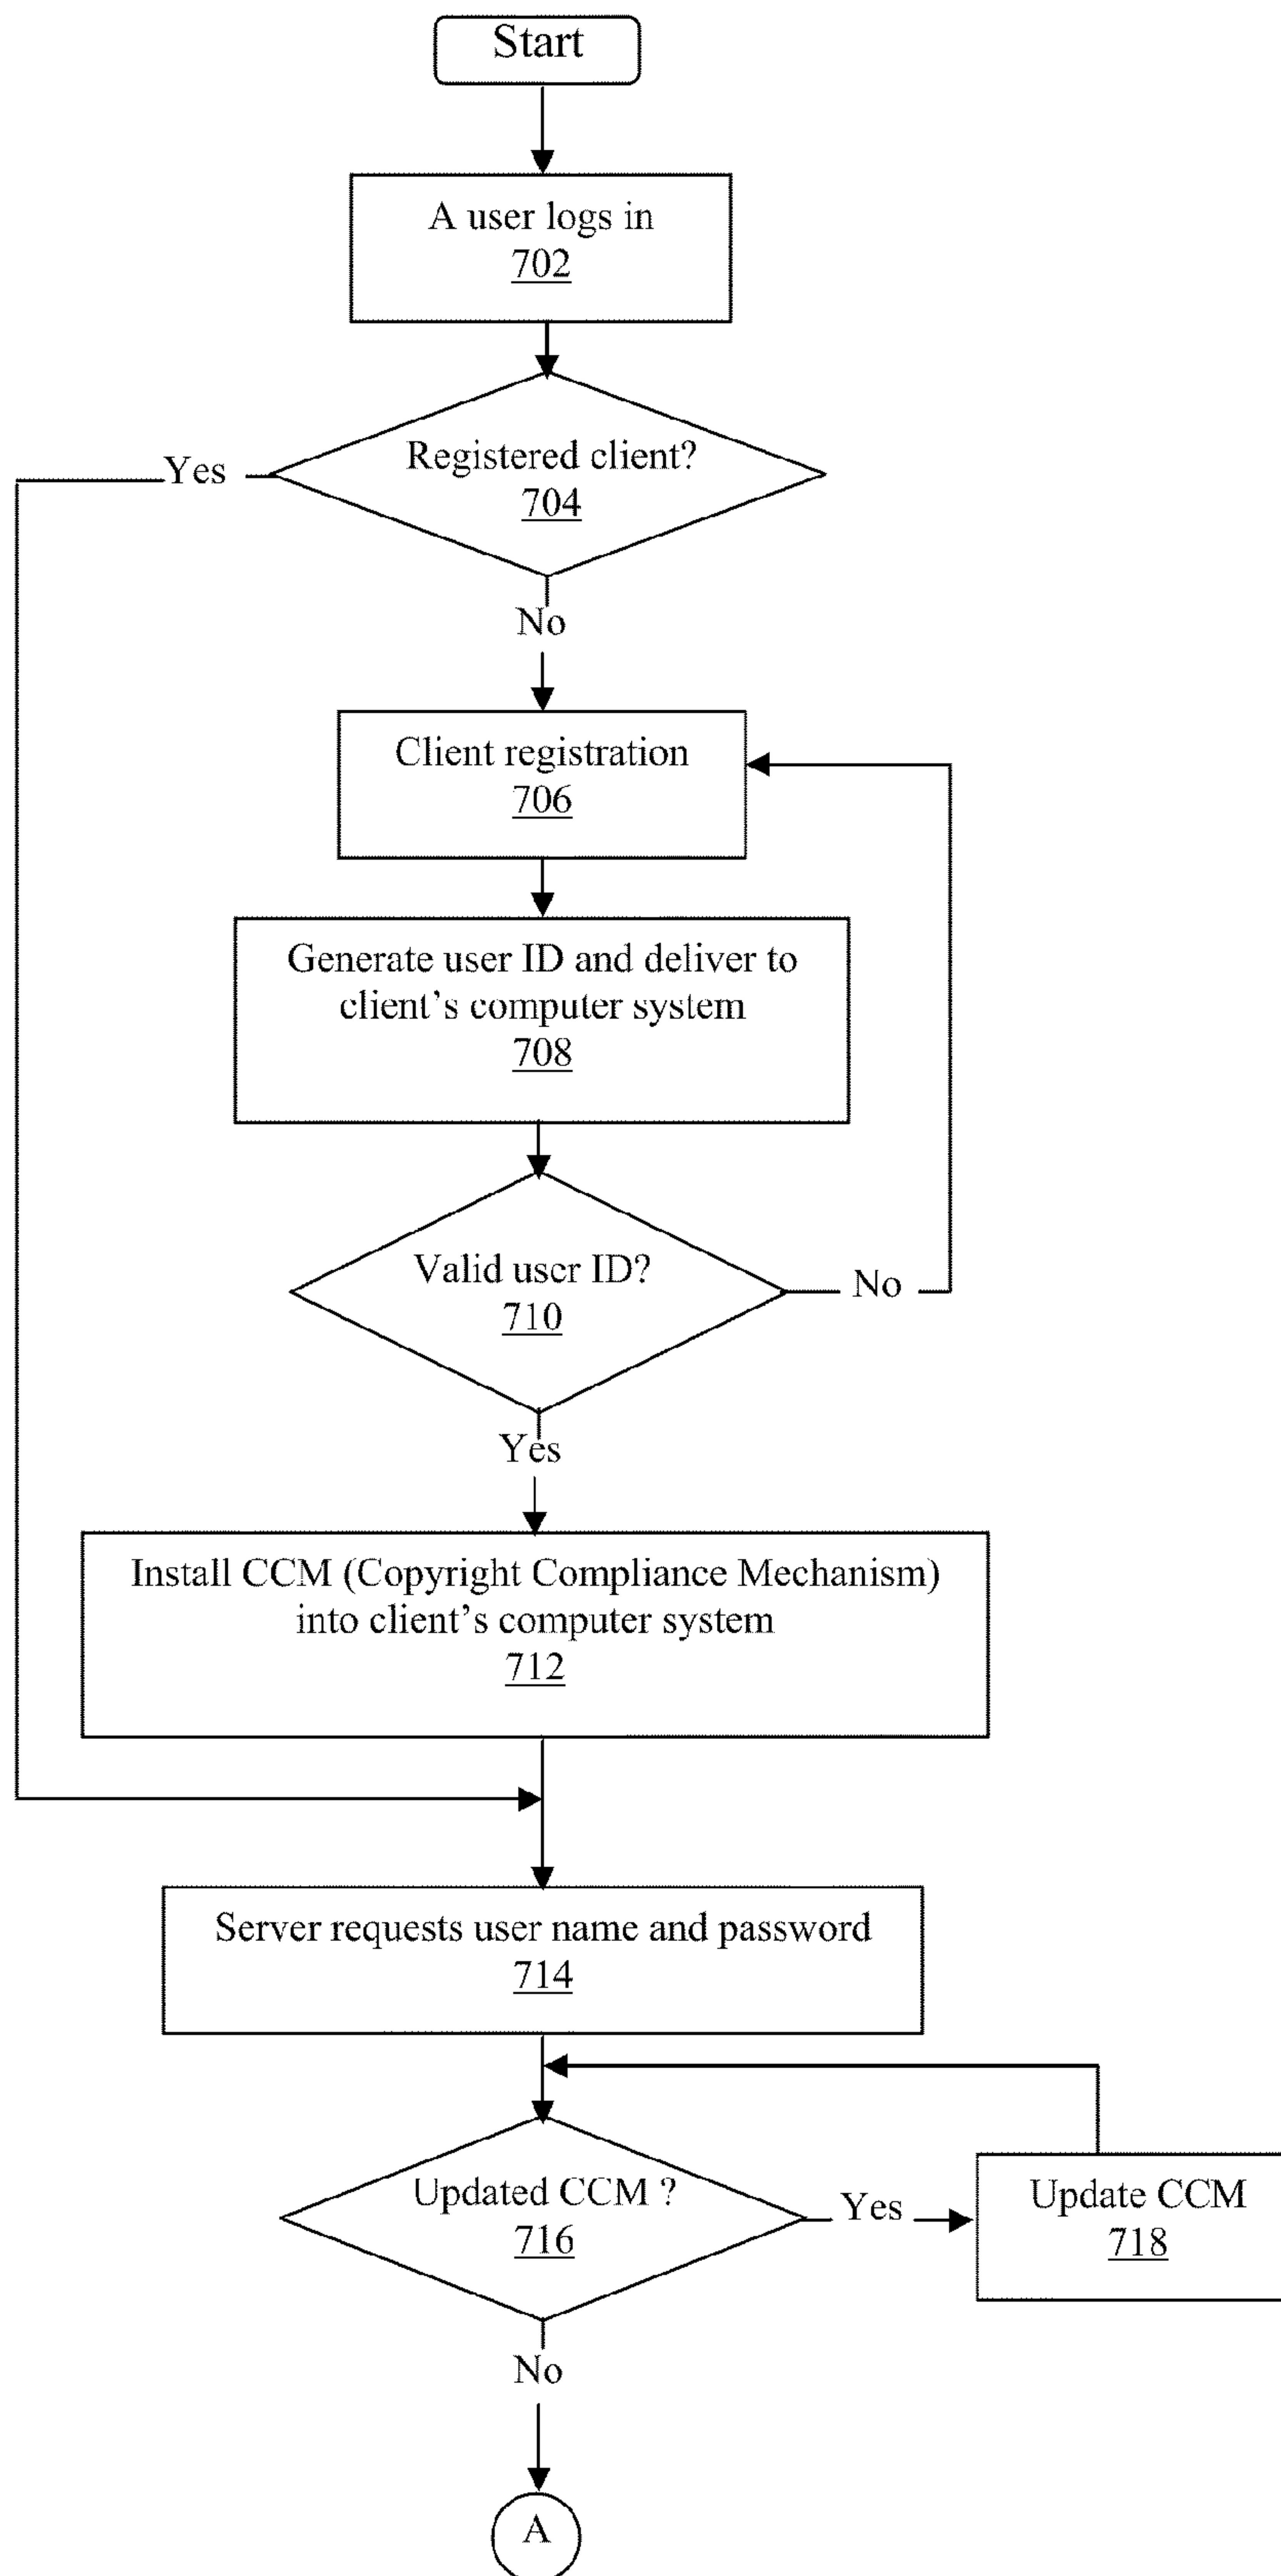 Start
A user logs in
702
Registered client?
704
Yes
No
Client registration
706
Generate user ID and deliver to
client’s computer system
708
Valid user ID?
710
No
Yes
Install CCM (Copyright Compliance Mechanism)
into client’s computer system
712
Server requests user name and password
714
Updated CCM ?
716
Yes
Update CCM
718
No
A